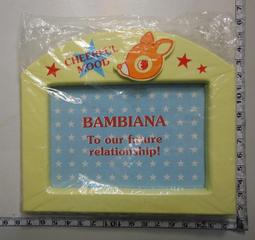 CHEERFUL
MOOD
BAMBIANA
To our future
relationship!